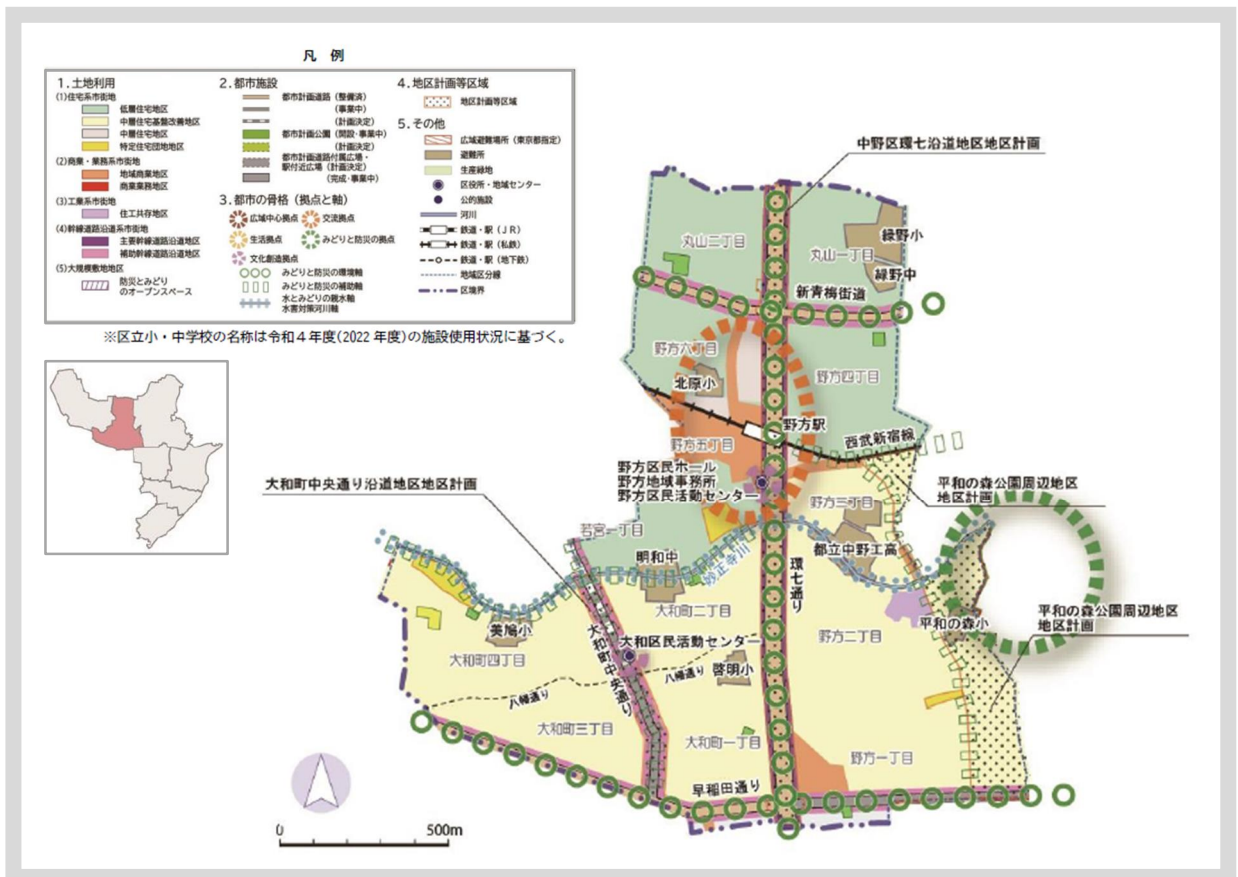 凡 例
1.土地利用
(1)住宅系市街地
低層住宅地区
中層住宅基盤改善地区
中層住宅地区
特定住宅団地地区
(2)商業・業務系市街地
地域商業地区
商業業務地区
(3)工業系市街地
住工共存地区
(4)幹線道路沿道系市街地
主要幹線道路沿道地区
補助幹線道路沿道地区
(5)大規模敷地地区
防災とみどり
のオープンスペース
2.都市施設
都市計画道路(整備済)
(事業中)
(計画決定)
都市計画公園(開設・事業中)
(計画決定)
都市計画道路付属広場・
駅付近広場(計画決定)
(完成・事業中)
3.都市の骨格(拠点と軸)
広域中心拠点 交流拠点
生活拠点 みどりと防災の拠点
文化創造拠点
みどりと防災の環境軸
みどりと防災の補助軸
水とみどりの親水軸
水害対策河川軸
4.地区計画等区域
地区計画等区域
5.その他
広域避難場所(東京都指定)
避難所
生産緑地
区役所・地域センター
公的施設
河川
鉄道・駅(JR)
鉄道・駅(私鉄)
鉄道・駅(地下鉄)
地域区分線
区境界
※区立小・中学校の名称は令和4年度(2022 年度)の施設使用状況に基づく。
中野区環七沿道地区地区計画
丸山二丁目
丸山一丁目
緑野小
緑野中
新青梅街道
野方六丁目
北原小
野方四丁目
野方駅
西武新宿線
野方五丁目
野方区民ホール
野方地域事務所
野方区民活動センター
大和町中央通り沿道地区地区計画
平和の森公園周辺地区
地区計画
野方三丁目
若宮一丁目
明和中
妙正寺川
都立中野工高
環七通り
平和の森公園周辺地区
地区計画
平和の森小
大和町二丁目
野方二丁目
美鳩小
大和町四丁目
大和町中央通り
大和区民活動センター
八幡通り
啓明小
八幡通り
大和町三丁目
大和町一丁目
野方一丁目
早稲田通り
0 500m